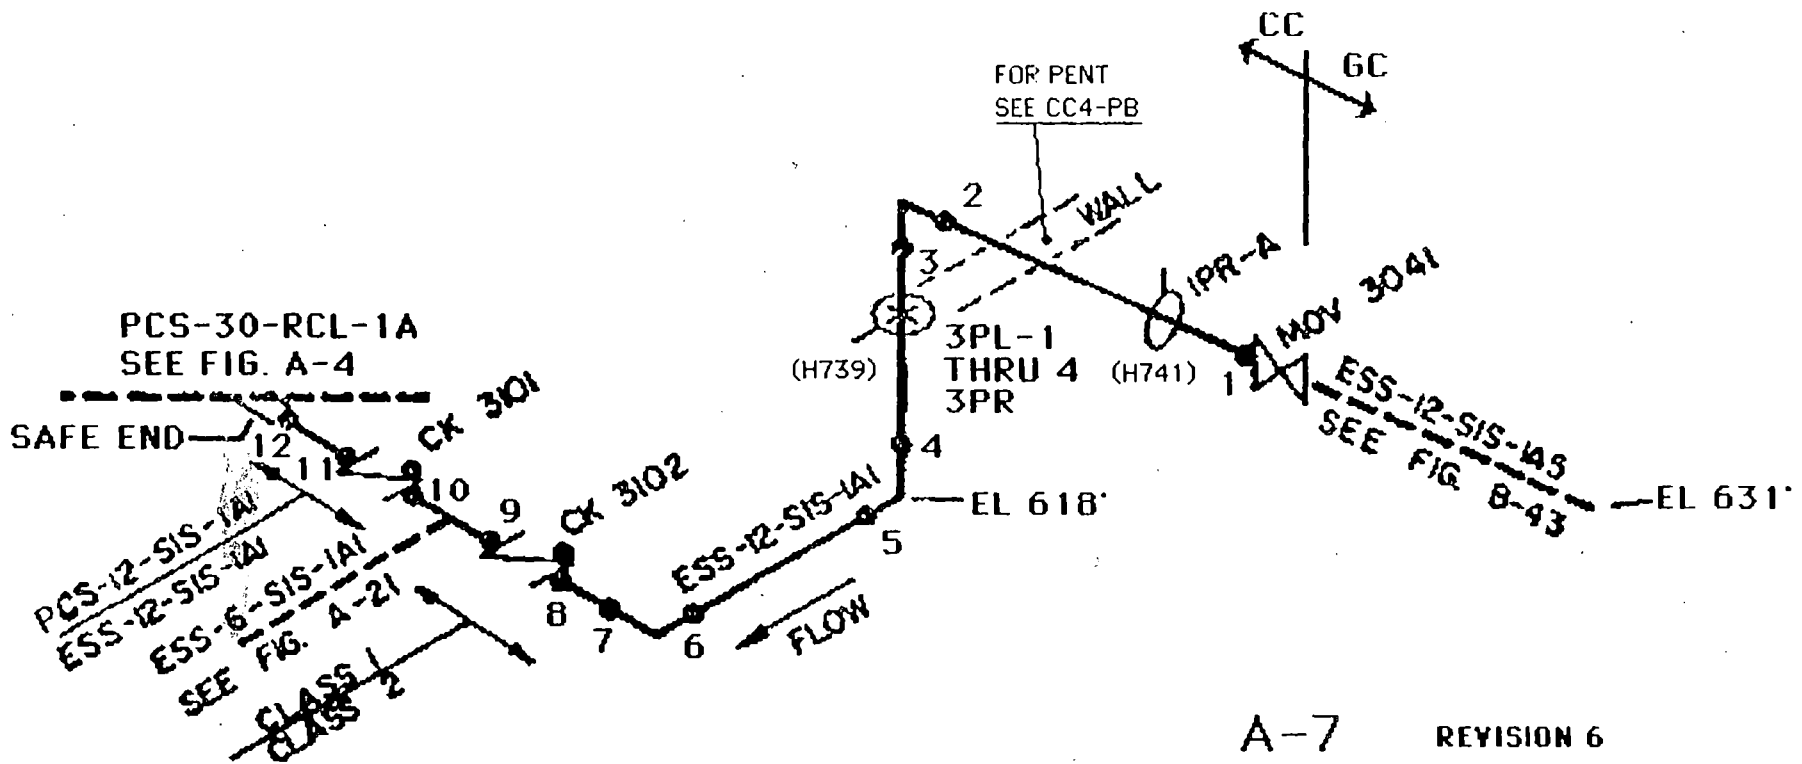 CC
GC
FOR PENT
SEE CC4-PB
2
WALL
3
1PR-A
MOV 3041
PCS-30-RCL-1A
SEE FIG. A-4
3PL-1
THRU 4
3PR
(H739)
(H741)
1
CK 3101
ESS-12-SIS-1AS
SEE FIG. B-43
SAFE END
12
11
10
4
CK 3102
9
EL 618'
EL 631'
5
ESS-12-SIS-1A1
PCS-12-SIS-1A1
ESS-12-SIS-1A1
ESS-6-SIS-1A1
SEE FIG. A-21
8
7
6
FLOW
CLASS 1
CLASS 2
A-7
REVISION 6